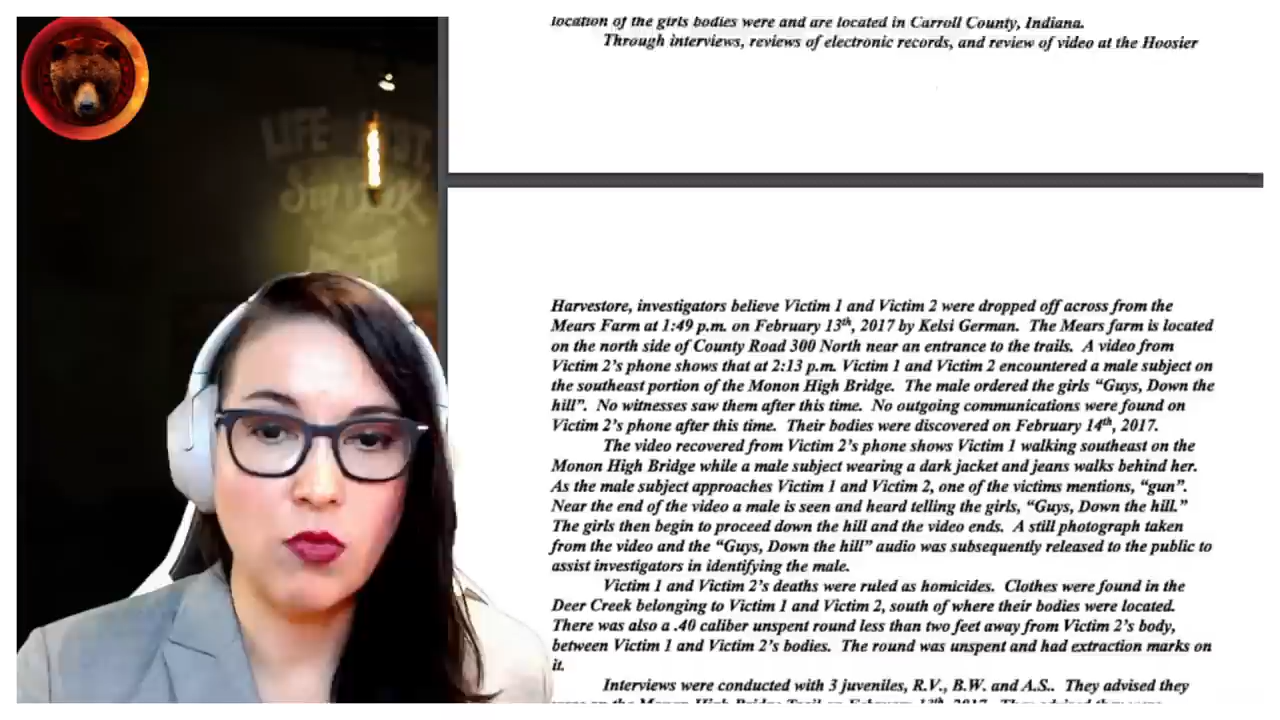 LIFE
location of the girls bodies were and are located in Carroll County, Indiana.
Through interviews, reviews of electronic records, and review of video at the Hoosier
Harvestore, investigators believe Victim 1 and Victim 2 were dropped off across from the
Mears Farm at 1:49 p.m. on February 13th, 2017 by Kelsi German. The Mears farm is located
on the north side of County Road 300 North near an entrance to the trails. A video from
Victim 2's phone shows that at 2:13 p.m. Victim 1 and Victim 2 encountered a male subject on
the southeast portion of the Monon High Bridge. The male ordered the girls “Guys, Down the
hill”. No witnesses saw them after this time. No outgoing communications were found on
Victim 2's phone after this time. Their bodies were discovered on February 14th, 2017.
The video recovered from Victim 2's phone shows Victim 1 walking southeast on the
Monon High Bridge while a male subject wearing a dark jacket and jeans walks behind her.
As the male subject approaches Victim 1 and Victim 2, one of the victims mentions, “gun”.
Near the end of the video a male is seen and heard telling the girls, “Guys, Down the hill.”
The girls then begin to proceed down the hill and the video ends. A still photograph taken
from the video and the “Guys, Down the hill” audio was subsequently released to the public to
assist investigators in identifying the male.
Victim 1 and Victim 2's deaths were ruled as homicides. Clothes were found in the
Deer Creek belonging to Victim 1 and Victim 2, south of where their bodies were located.
There was also a .40 caliber unspent round less than two feet away from Victim 2's body,
between Victim 1 and Victim 2's bodies. The round was unspent and had extraction marks on
it.
Interviews were conducted with 3 juveniles, R.V., B.W. and A.S.. They advised they